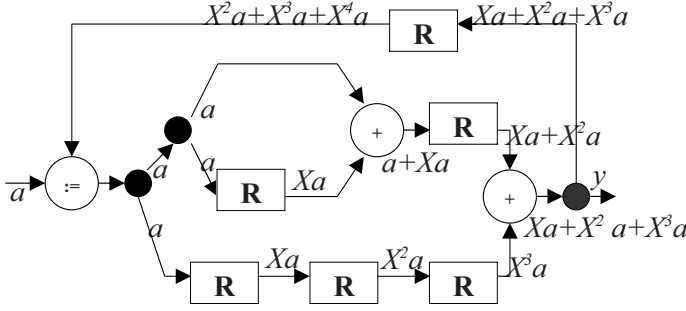 X²a+X³a+X⁴a
R
Xa+X²a+X³a
a
a
:=
a
a
R
Xa
+
a+Xa
R
Xa+X²a
+
y
Xa+X² a+X³a
a
R
Xa
R
X²a
R
X³a